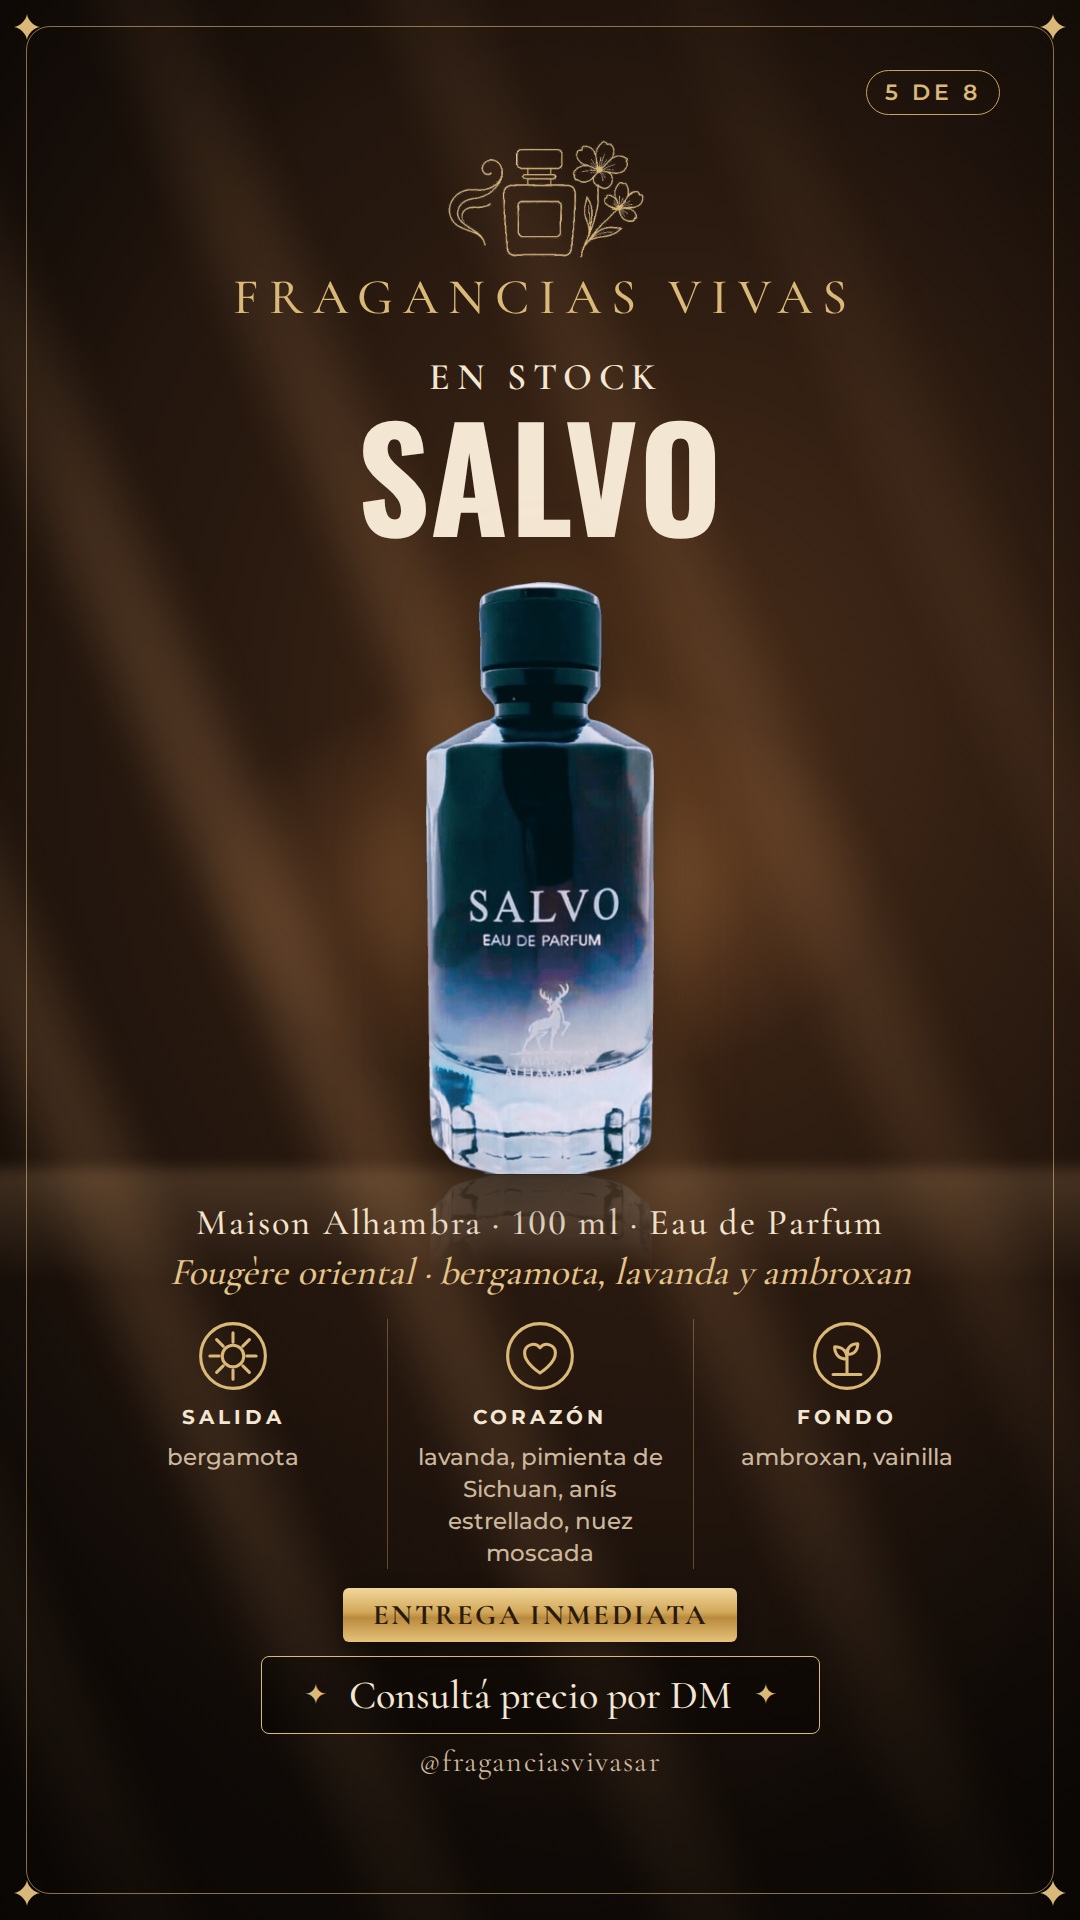 5 DE 8
FRAGANCIAS VIVAS
EN STOCK
SALVO
SALVO
EAU DE PARFUM
MAISON
ALHAMBRA
Maison Alhambra · 100 ml · Eau de Parfum
Fougère oriental · bergamota, lavanda y ambroxan
SALIDA
bergamota
CORAZÓN
lavanda, pimienta de
Sichuan, anís
estrellado, nuez
moscada
FONDO
ambroxan, vainilla
ENTREGA INMEDIATA
Consultá precio por DM
@fraganciasvivasar